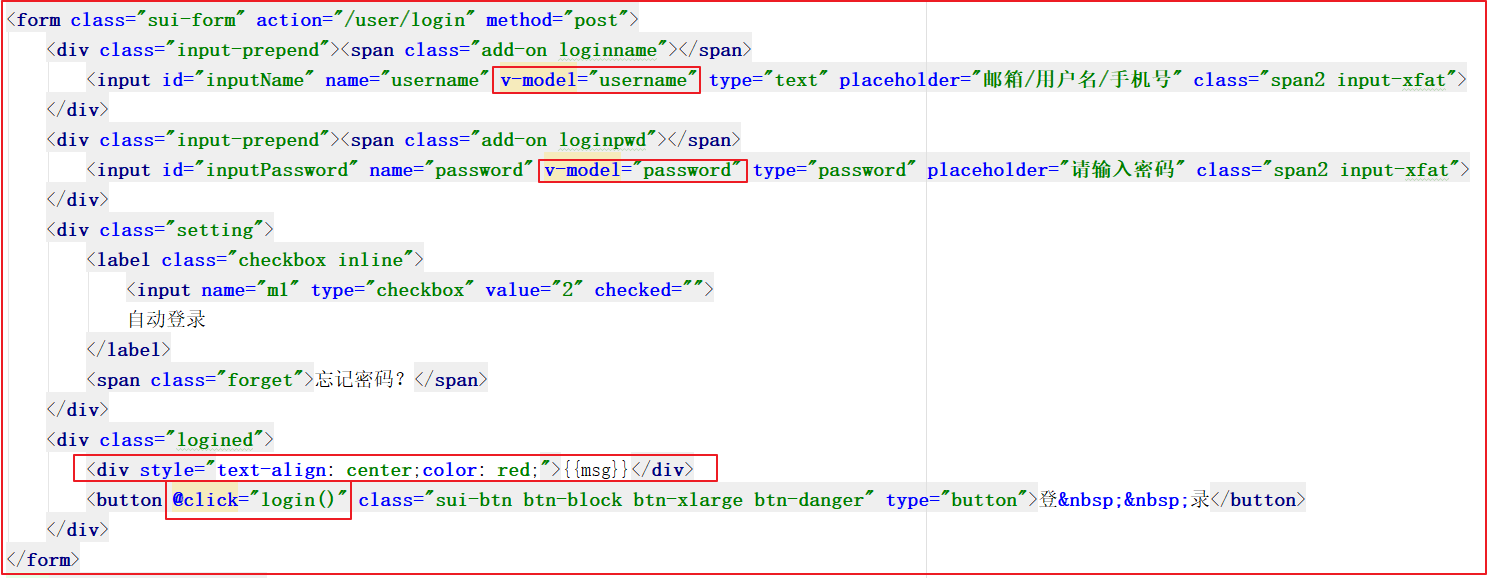 <form class="sui-form" action="/user/login" method="post">
<div class="input-prepend"><span class="add-on loginname"></span>
<input id="inputName" name="username" v-model="username" type="text" placeholder="邮箱/用户名/手机号" class="span2 input-xfat">
</div>
<div class="input-prepend"><span class="add-on loginpwd"></span>
<input id="inputPassword" name="password" v-model="password" type="password" placeholder="请输入密码" class="span2 input-xfat">
</div>
<div class="setting">
<label class="checkbox inline">
<input name="m1" type="checkbox" value="2" checked="">
自动登录
</label>
<span class="forget">忘记密码？</span>
</div>
<div class="logined">
<div style="text-align: center;color: red;">{{msg}}</div>
<button @click="login()" class="sui-btn btn-block btn-xlarge btn-danger" type="button">登&nbsp;&nbsp;录</button>
</div>
</form>